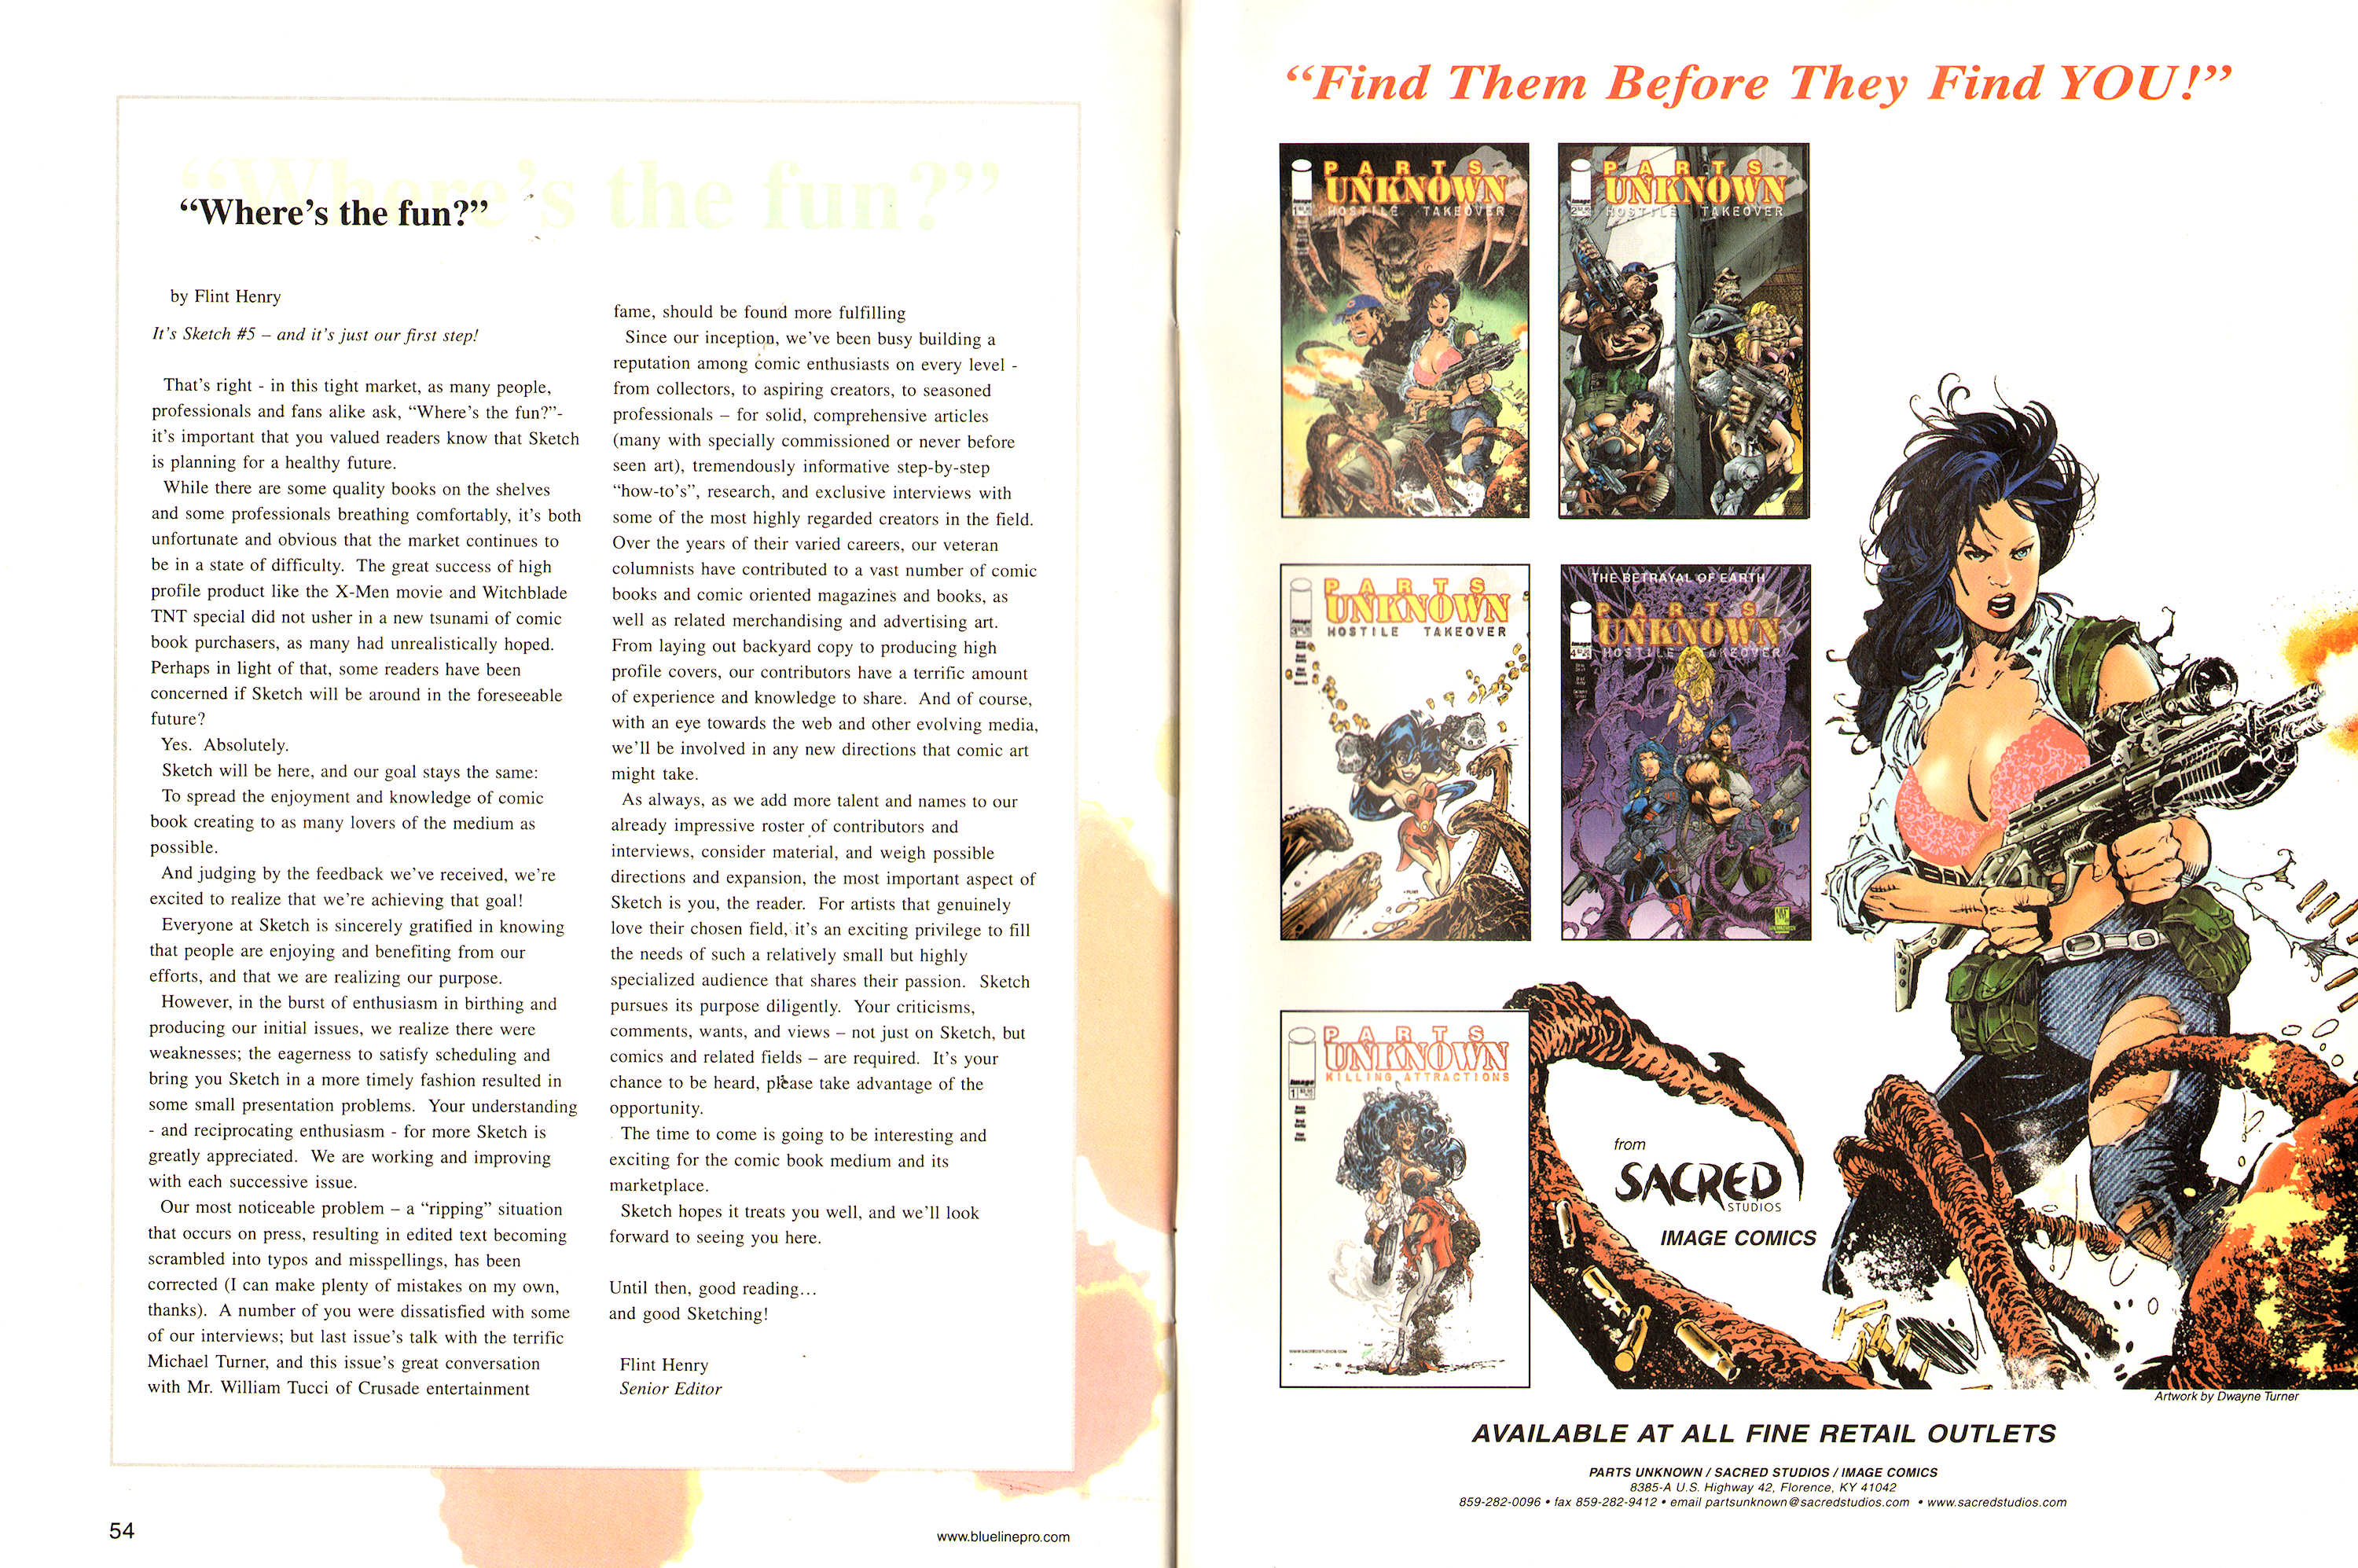 “Where’s the fun?”
“Where’s the fun?”
by Flint Henry
It’s Sketch #5 – and it’s just our first step!
That’s right - in this tight market, as many people,
professionals and fans alike ask, “Where’s the fun?”-
it’s important that you valued readers know that Sketch
is planning for a healthy future.
While there are some quality books on the shelves
and some professionals breathing comfortably, it’s both
unfortunate and obvious that the market continues to
be in a state of difficulty.  The great success of high
profile product like the X-Men movie and Witchblade
TNT special did not usher in a new tsunami of comic
book purchasers, as many had unrealistically hoped.
Perhaps in light of that, some readers have been
concerned if Sketch will be around in the foreseeable
future?
Yes.  Absolutely.
Sketch will be here, and our goal stays the same:
To spread the enjoyment and knowledge of comic
book creating to as many lovers of the medium as
possible.
And judging by the feedback we’ve received, we’re
excited to realize that we’re achieving that goal!
Everyone at Sketch is sincerely gratified in knowing
that people are enjoying and benefiting from our
efforts, and that we are realizing our purpose.
However, in the burst of enthusiasm in birthing and
producing our initial issues, we realize there were
weaknesses; the eagerness to satisfy scheduling and
bring you Sketch in a more timely fashion resulted in
some small presentation problems.  Your understanding
- and reciprocating enthusiasm - for more Sketch is
greatly appreciated.  We are working and improving
with each successive issue.
Our most noticeable problem – a “ripping” situation
that occurs on press, resulting in edited text becoming
scrambled into typos and misspellings, has been
corrected (I can make plenty of mistakes on my own,
thanks).  A number of you were dissatisfied with some
of our interviews; but last issue’s talk with the terrific
Michael Turner, and this issue’s great conversation
with Mr. William Tucci of Crusade entertainment
fame, should be found more fulfilling
Since our inception, we’ve been busy building a
reputation among comic enthusiasts on every level -
from collectors, to aspiring creators, to seasoned
professionals – for solid, comprehensive articles
(many with specially commissioned or never before
seen art), tremendously informative step-by-step
“how-to’s”, research, and exclusive interviews with
some of the most highly regarded creators in the field.
Over the years of their varied careers, our veteran
columnists have contributed to a vast number of comic
books and comic oriented magazines and books, as
well as related merchandising and advertising art.
From laying out backyard copy to producing high
profile covers, our contributors have a terrific amount
of experience and knowledge to share.  And of course,
with an eye towards the web and other evolving media,
we’ll be involved in any new directions that comic art
might take.
As always, as we add more talent and names to our
already impressive roster of contributors and
interviews, consider material, and weigh possible
directions and expansion, the most important aspect of
Sketch is you, the reader.  For artists that genuinely
love their chosen field, it’s an exciting privilege to fill
the needs of such a relatively small but highly
specialized audience that shares their passion.  Sketch
pursues its purpose diligently.  Your criticisms,
comments, wants, and views – not just on Sketch, but
comics and related fields – are required.  It’s your
chance to be heard, please take advantage of the
opportunity.
The time to come is going to be interesting and
exciting for the comic book medium and its
marketplace.
Sketch hopes it treats you well, and we’ll look
forward to seeing you here.
Until then, good reading…
and good Sketching!
Flint Henry
Senior Editor
54
www.bluelinepro.com
“Find Them Before They Find YOU!”
PARTS
UNKNOWN
HOSTILE TAKEOVER
image
1
PARTS
UNKNOWN
HOSTILE TAKEOVER
image
2
PARTS
UNKNOWN
HOSTILE TAKEOVER
image
3
THE BETRAYAL OF EARTH
PARTS
UNKNOWN
HOSTILE TAKEOVER
image
4
PARTS
UNKNOWN
KILLING ATTRACTIONS
image
1
WWW.SACREDSTUDIOS.COM
from
SACRED
STUDIOS
IMAGE COMICS
Artwork by Dwayne Turner
AVAILABLE AT ALL FINE RETAIL OUTLETS
PARTS UNKNOWN / SACRED STUDIOS / IMAGE COMICS
8385-A U.S. Highway 42, Florence, KY 41042
859-282-0096 • fax 859-282-9412 • email partsunknown@sacredstudios.com • www.sacredstudios.com